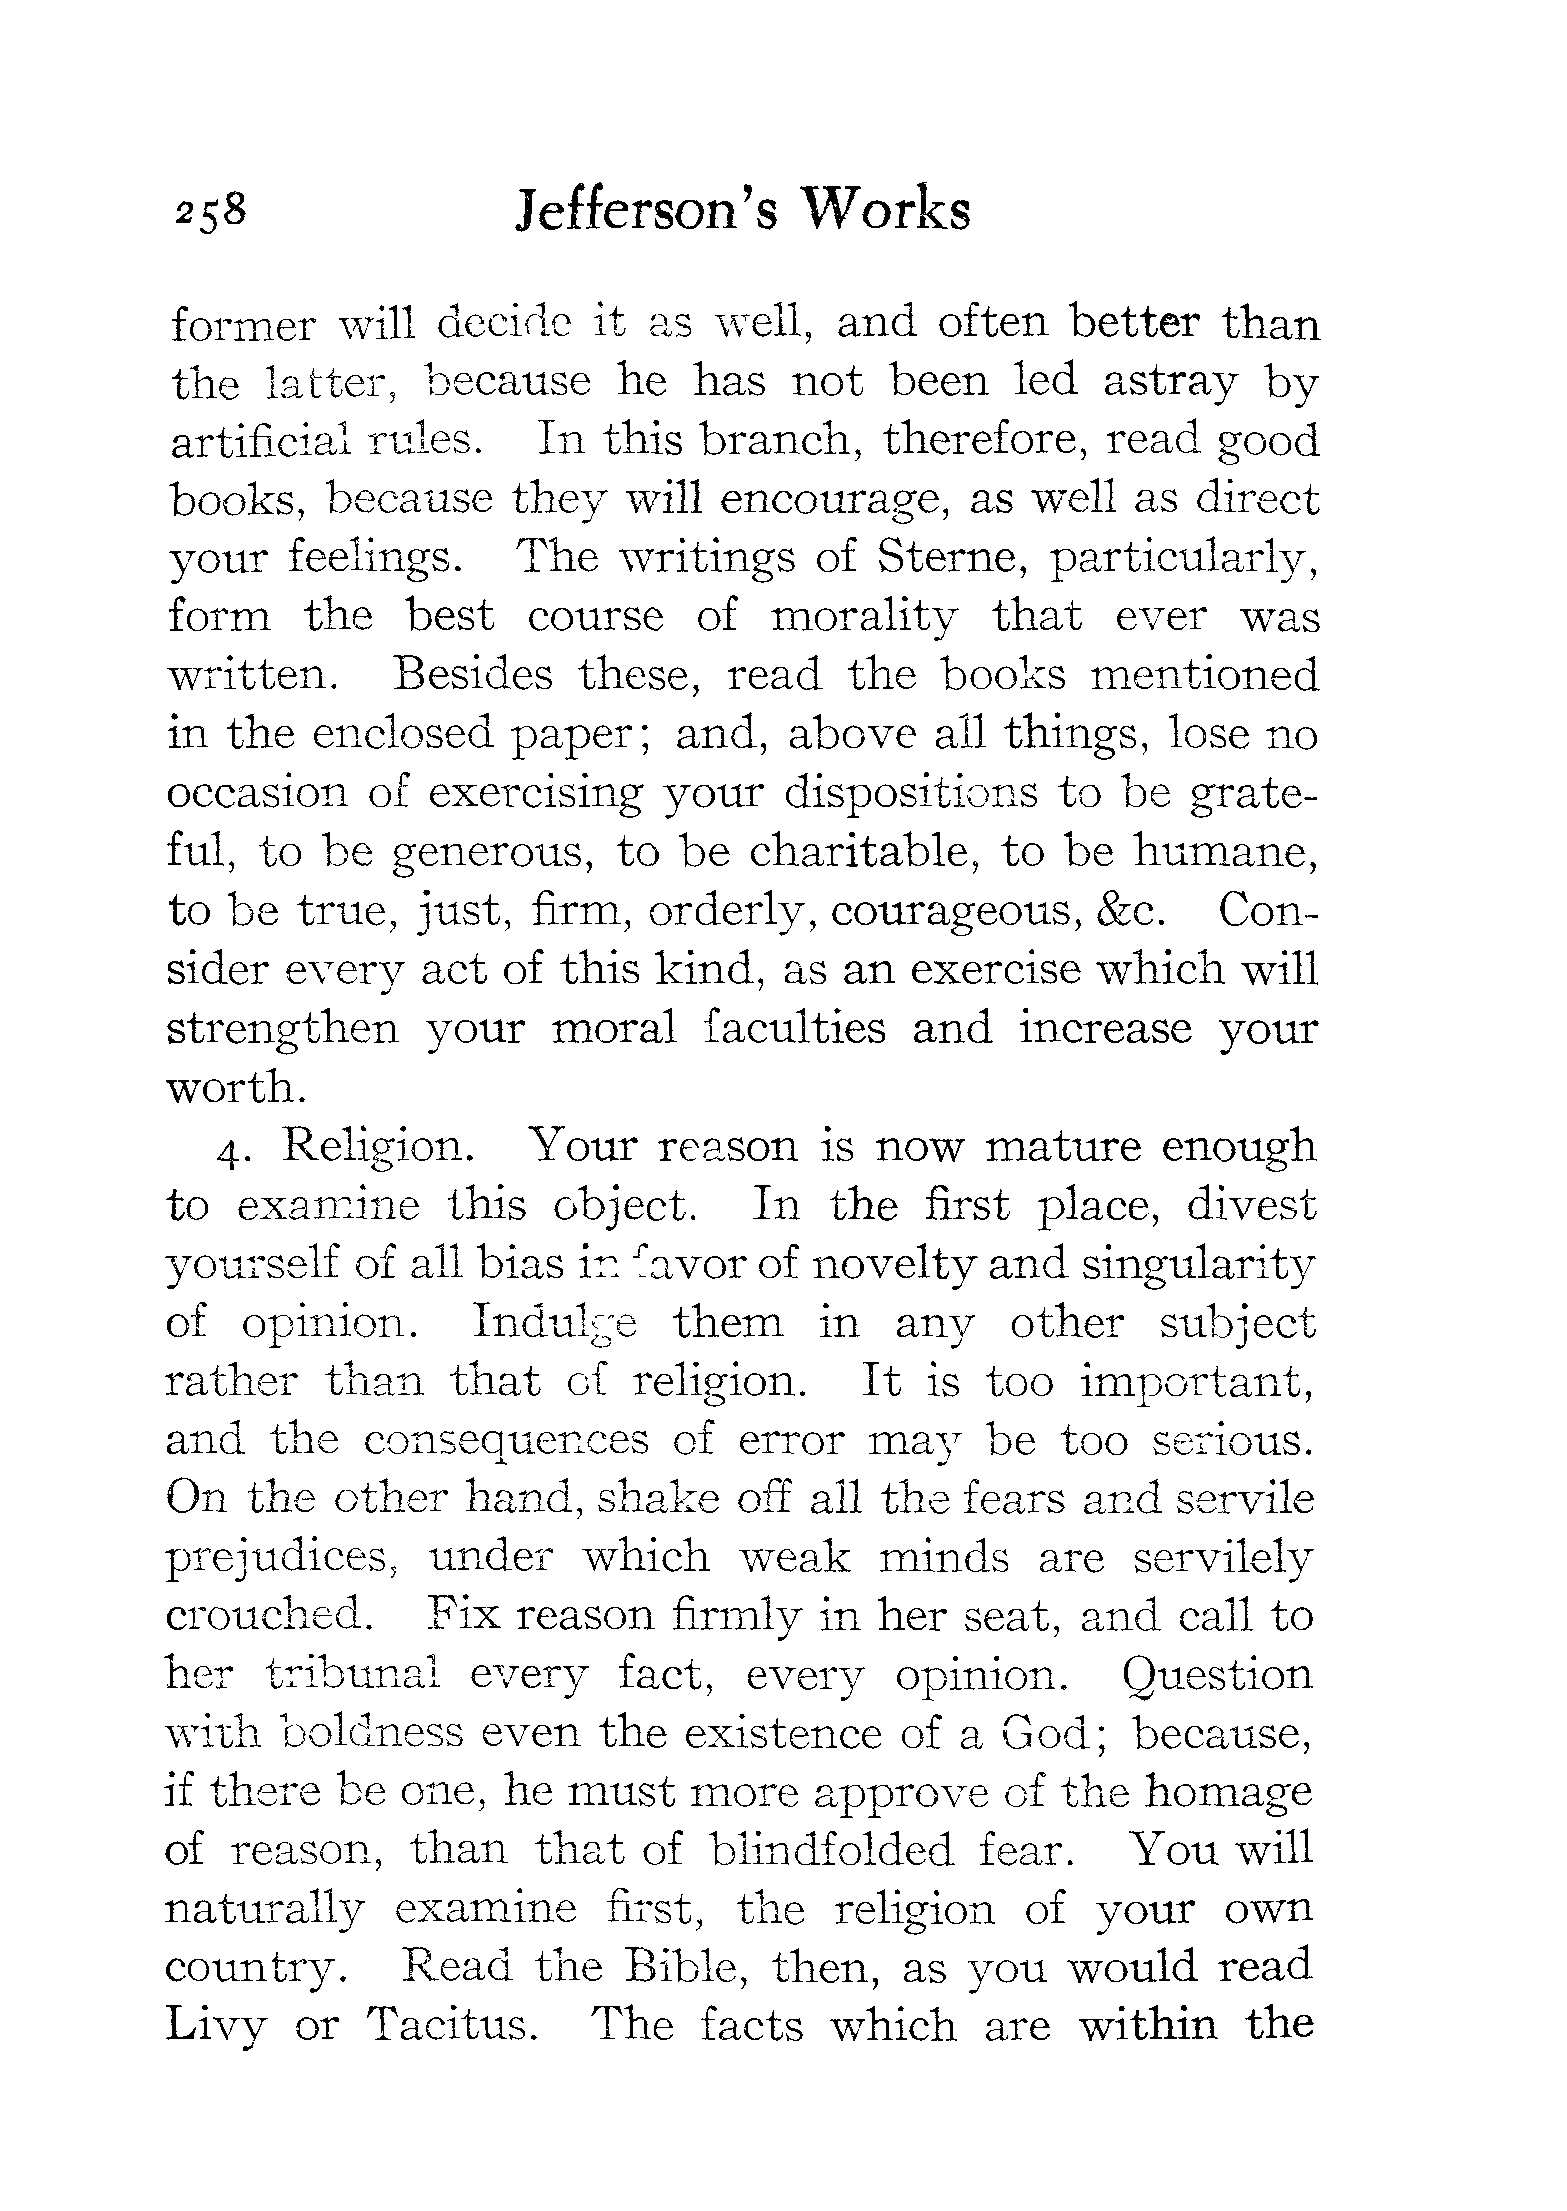 258 Jefferson's Works
former will decide it as well, and often better than
the latter, because he has not been led astray by
artificial rules. In this branch, therefore, read good
books, because they will encourage, as well as direct
your feelings. The writings of Sterne, particularly,
form the best course of morality that ever was
written. Besides these, read the books mentioned
in the enclosed paper; and, above all things, lose no
occasion of exercising your dispositions to be grate-
ful, to be generous, to be charitable, to be humane,
to be true, just, firm, orderly, courageous, &c. Con-
sider every act of this kind, as an exercise which will
strengthen your moral faculties and increase your
worth.
4. Religion. Your reason is now mature enough
to examine this object. In the first place, divest
yourself of all bias in favor of novelty and singularity
of opinion. Indulge them in any other subject
rather than that of religion. It is too important,
and the consequences of error may be too serious.
On the other hand, shake off all the fears and servile
prejudices, under which weak minds are servilely
crouched. Fix reason firmly in her seat, and call to
her tribunal every fact, every opinion. Question
with boldness even the existence of a God; because,
if there be one, he must more approve of the homage
of reason, than that of blindfolded fear. You will
naturally examine first, the religion of your own
country. Read the Bible, then, as you would read
Livy or Tacitus. The facts which are within the